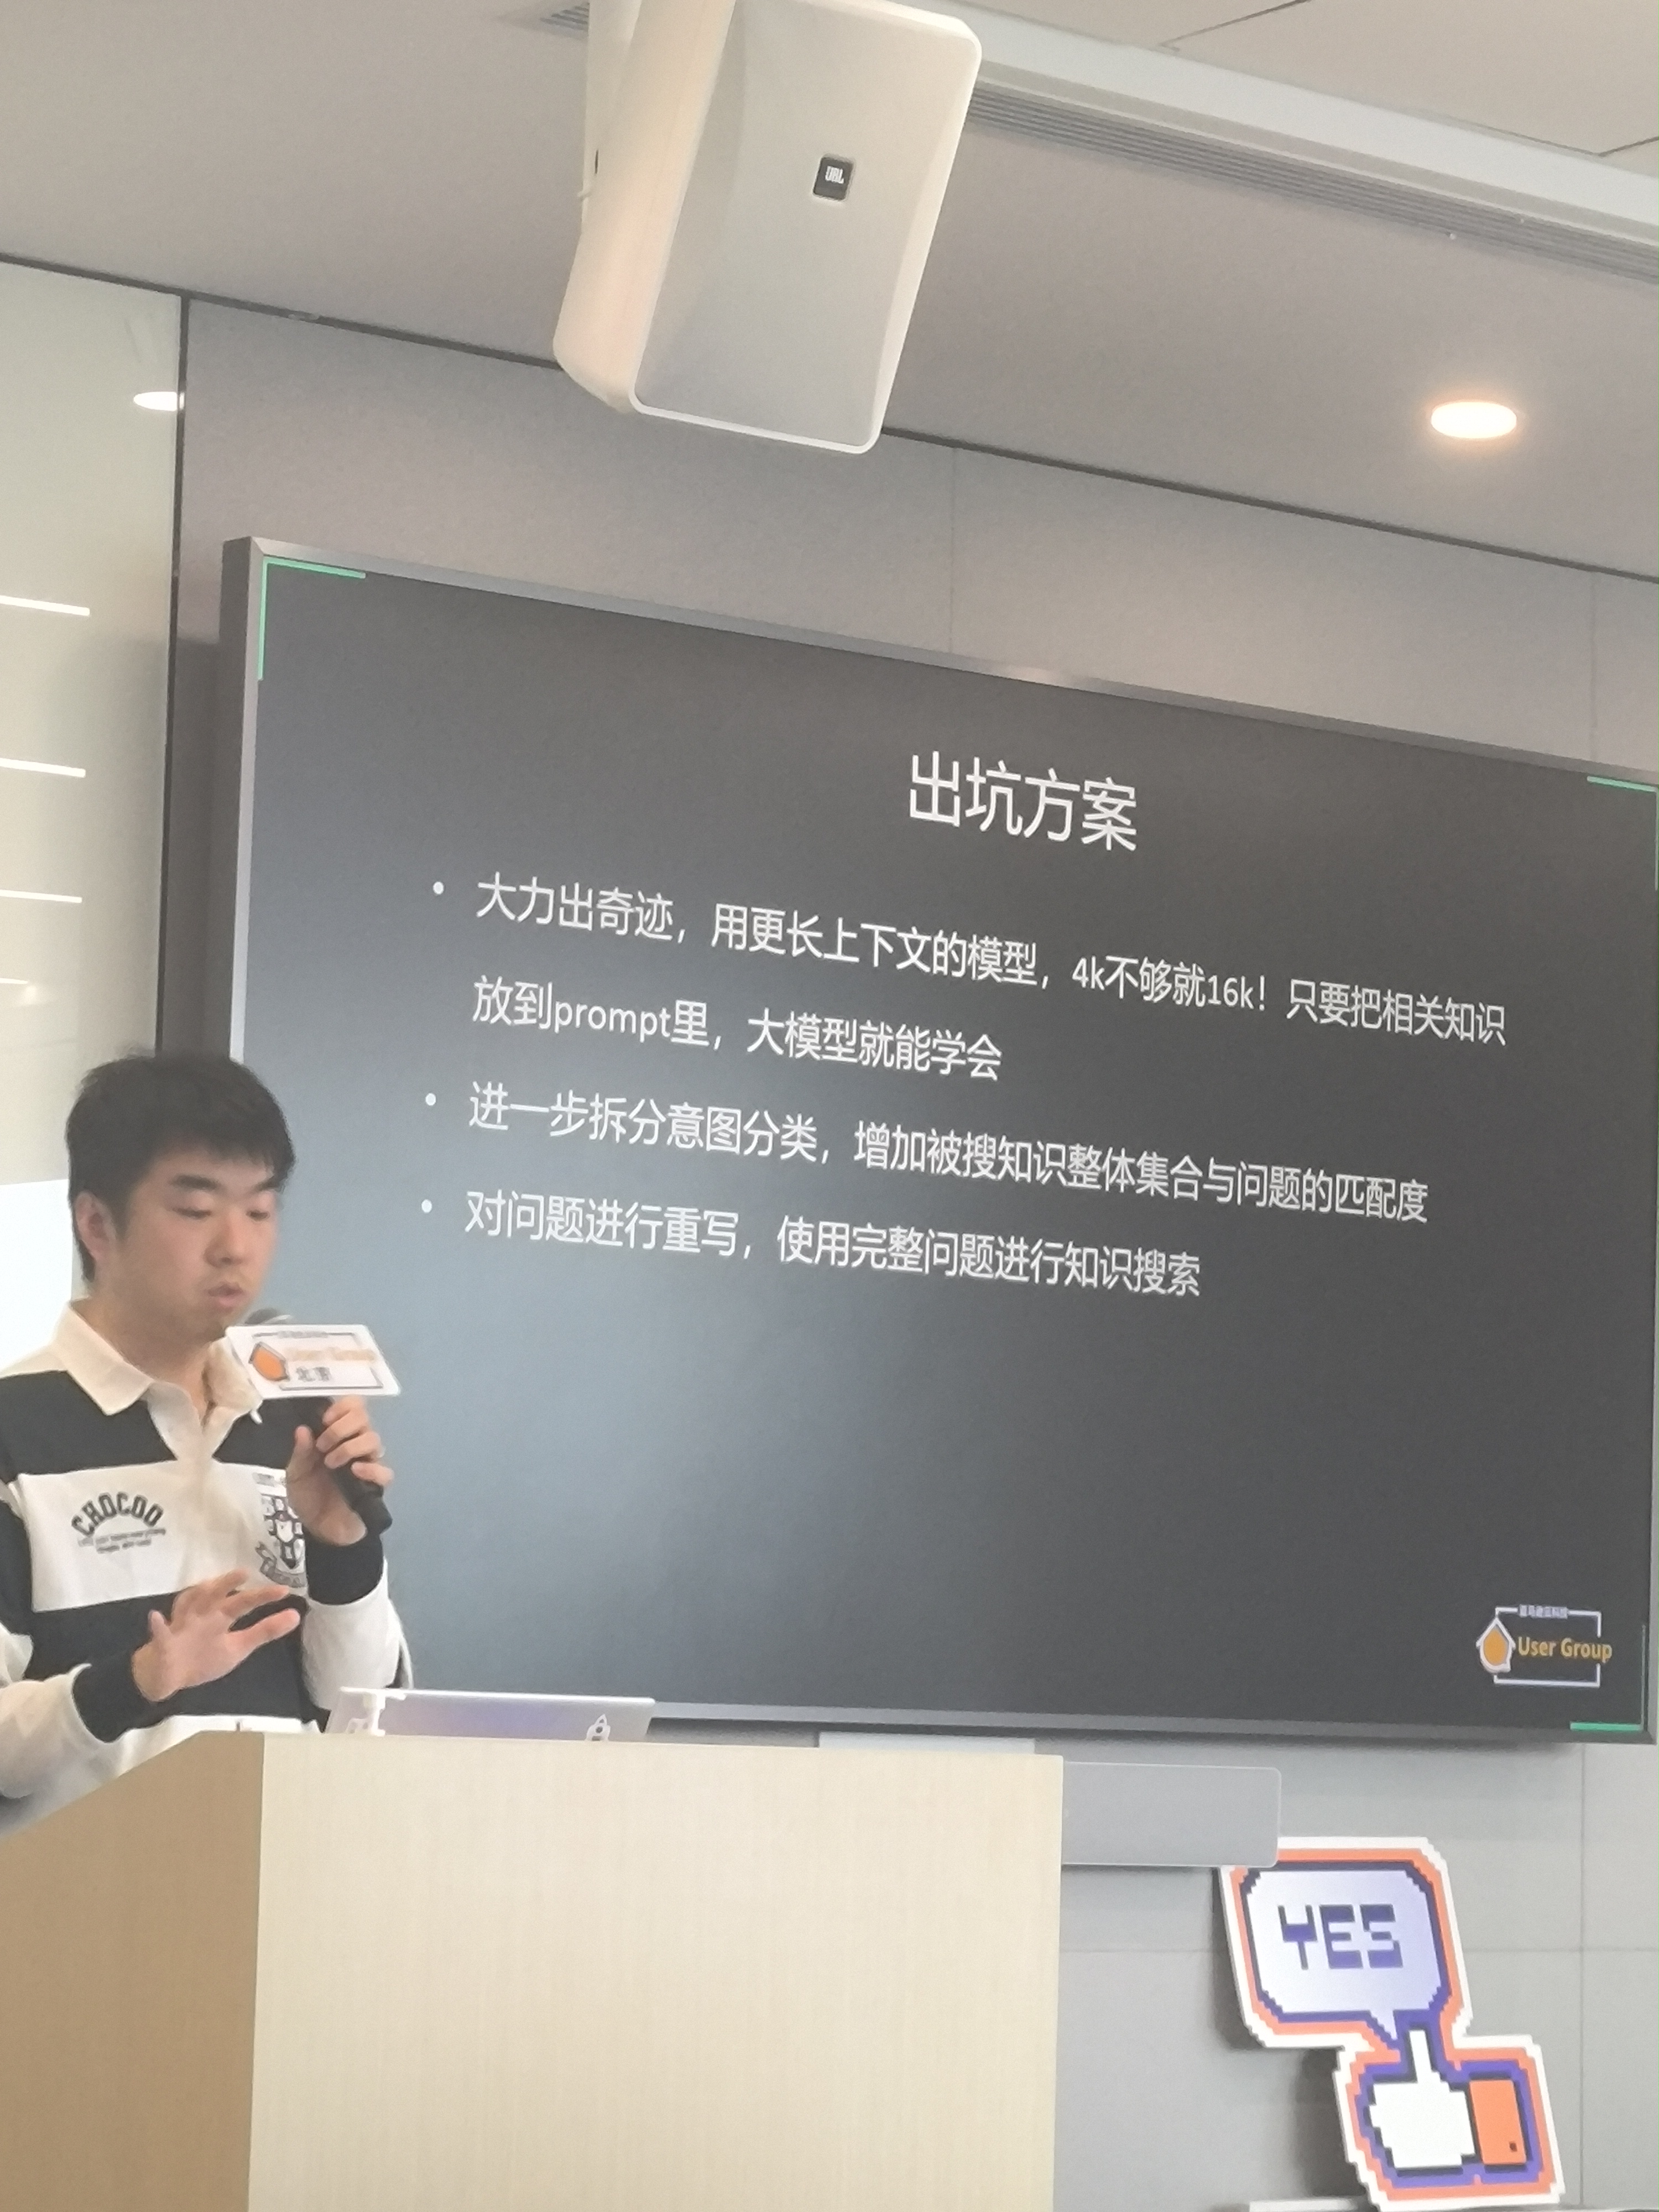 JBL
出坑方案
• 大力出奇迹，用更长上下文的模型，4k不够就16k！只要把相关知识
放到prompt里，大模型就能学会
• 进一步拆分意图分类，增加被搜知识整体集合与问题的匹配度
• 对问题进行重写，使用完整问题进行知识搜索
User Group
北京
CHOCOO
User Group
YES